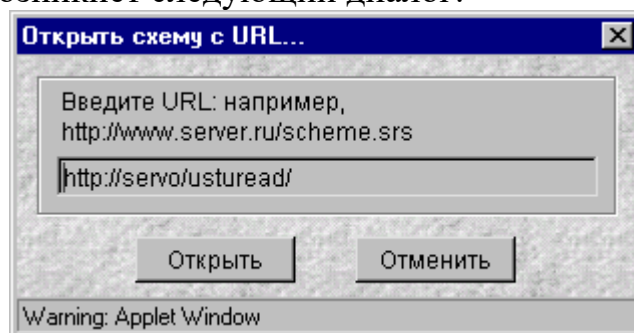 возникнет следующий диалог:
Открыть схему с URL...
Введите URL: например,
http://www.server.ru/scheme.srs
http://servo/usturead/
Открыть
Отменить
Warning: Applet Window